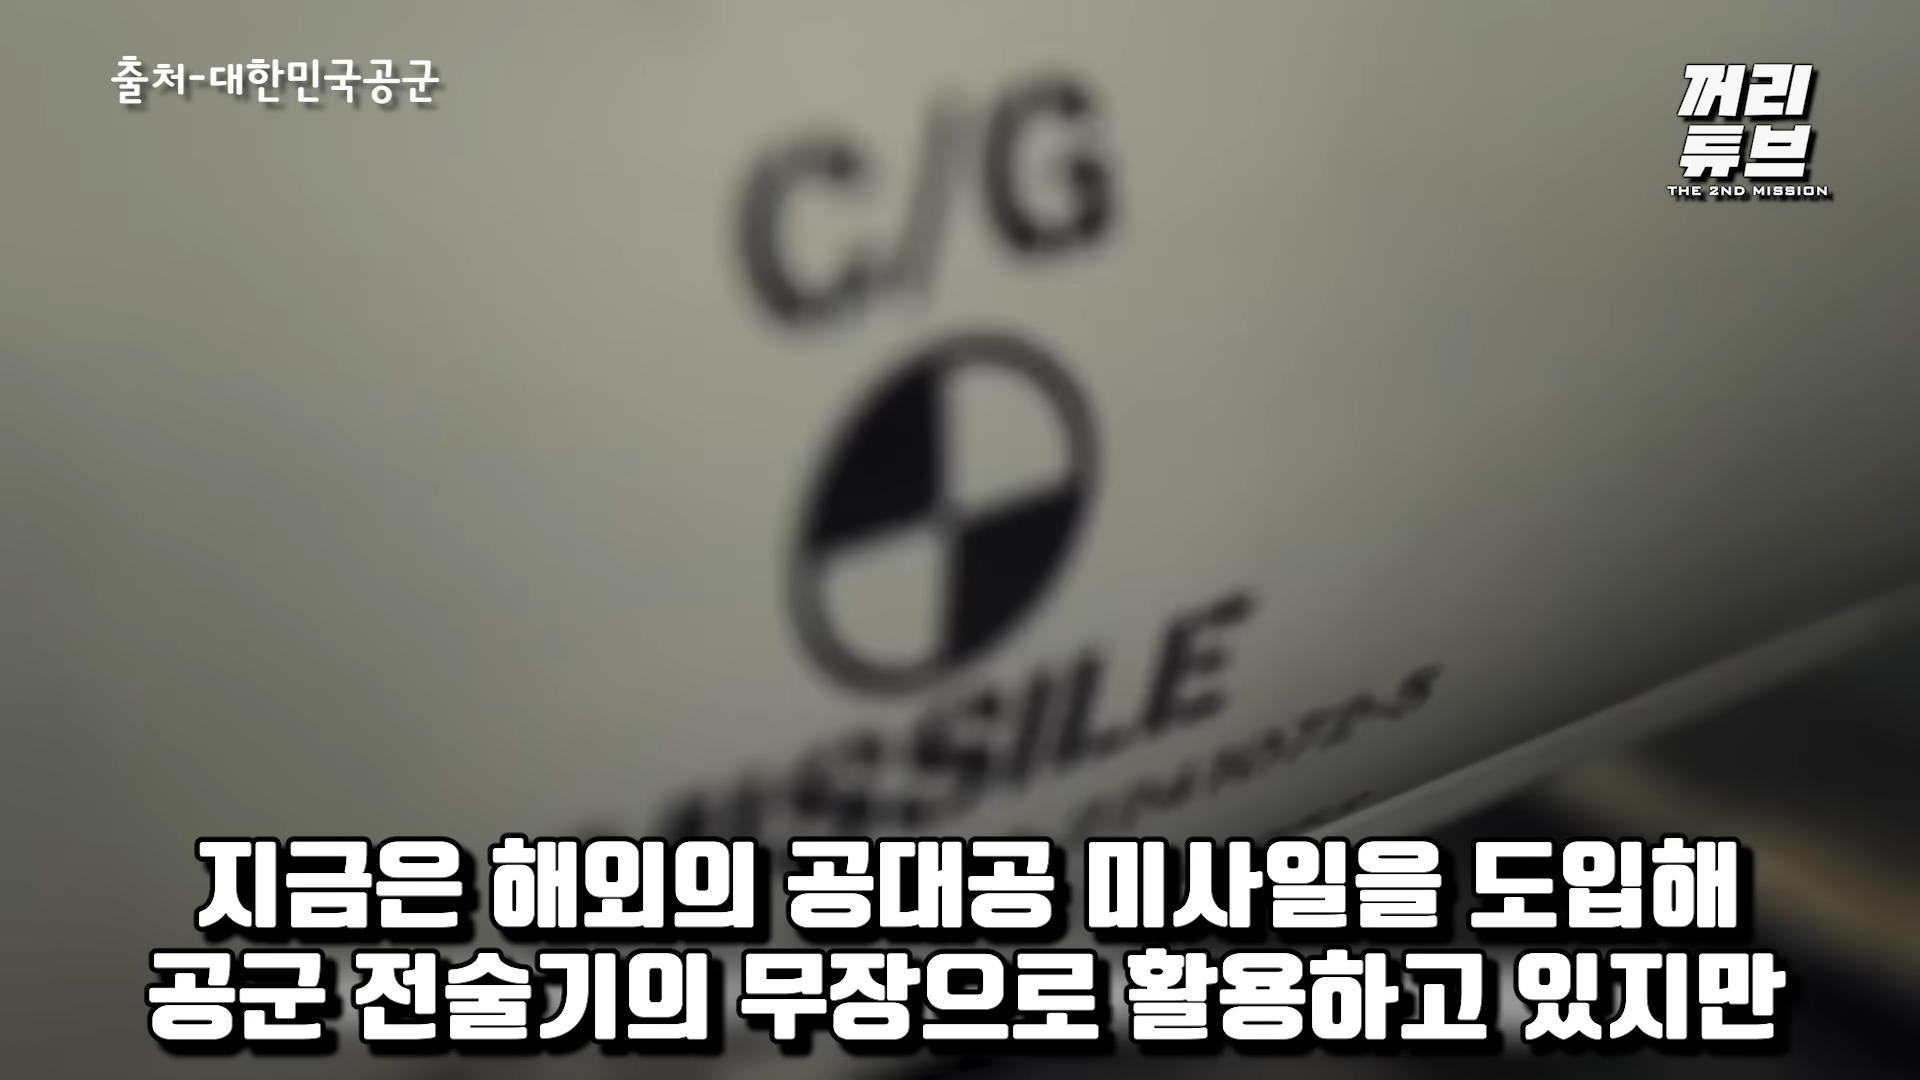 출처-대한민국공군
꺼리
튜브
THE 2ND MISSION
C/G
MISSILE
지금은 해외의 공대공 미사일을 도입해
공군 전술기의 무장으로 활용하고 있지만